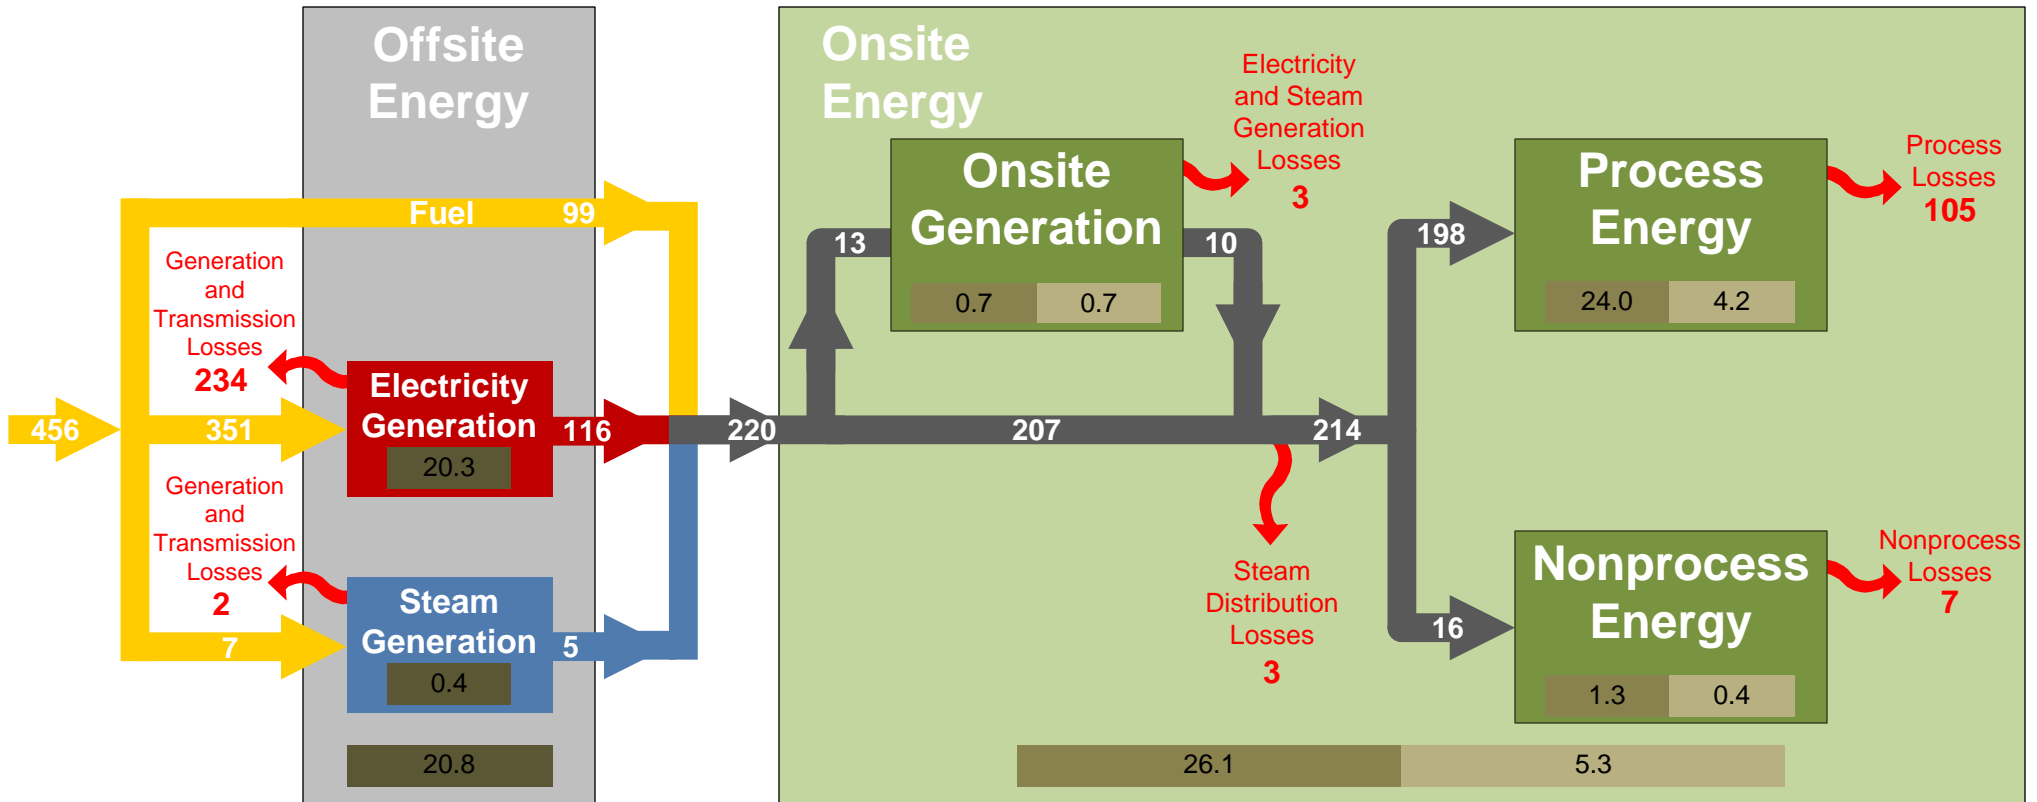 Offsite
Energy
Onsite
Energy
Electricity
and Steam
Generation
Losses
3
Onsite
Generation
0.7
0.7
13
10
Process
Energy
24.0
4.2
Process
Losses
105
198
Fuel
99
Generation
and
Transmission
Losses
234
456
351
Electricity
Generation
20.3
116
220
207
214
Generation
and
Transmission
Losses
2
7
Steam
Generation
0.4
5
Steam
Distribution
Losses
3
16
Nonprocess
Energy
1.3
0.4
Nonprocess
Losses
7
20.8
26.1
5.3